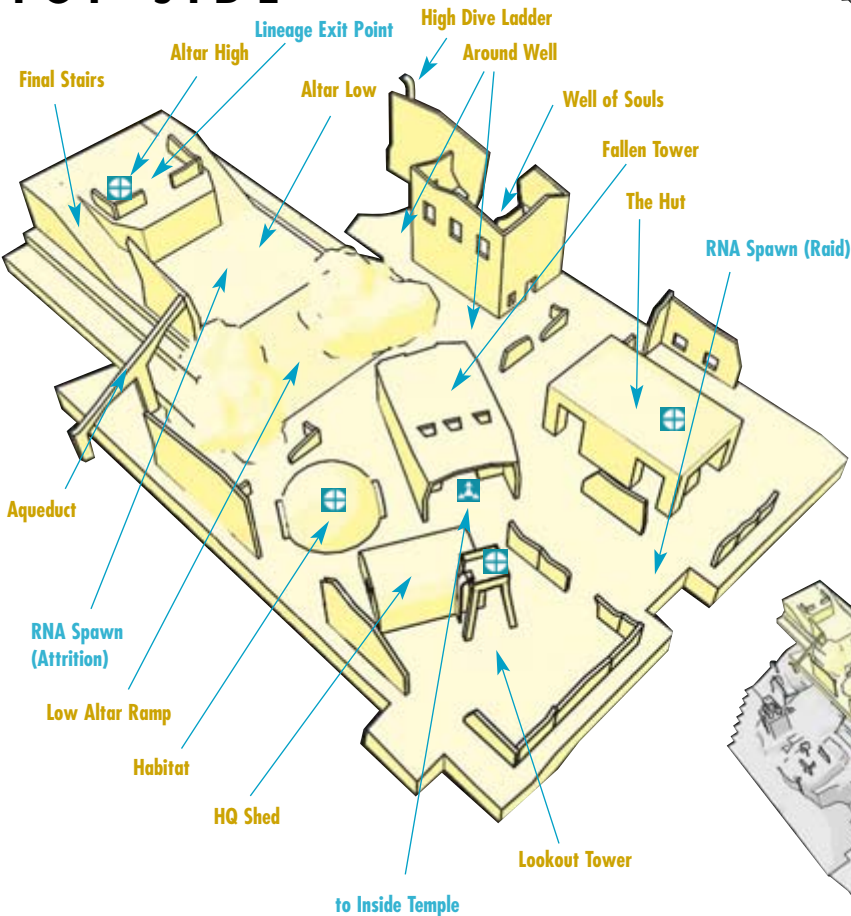 SIDE
Lineage Exit Point
High Dive Ladder
Altar High
Around Well
Final Stairs
Altar Low
Well of Souls
Fallen Tower
The Hut
RNA Spawn (Raid)
Aqueduct
RNA Spawn
(Attrition)
Low Altar Ramp
Habitat
HQ Shed
Lookout Tower
to Inside Temple